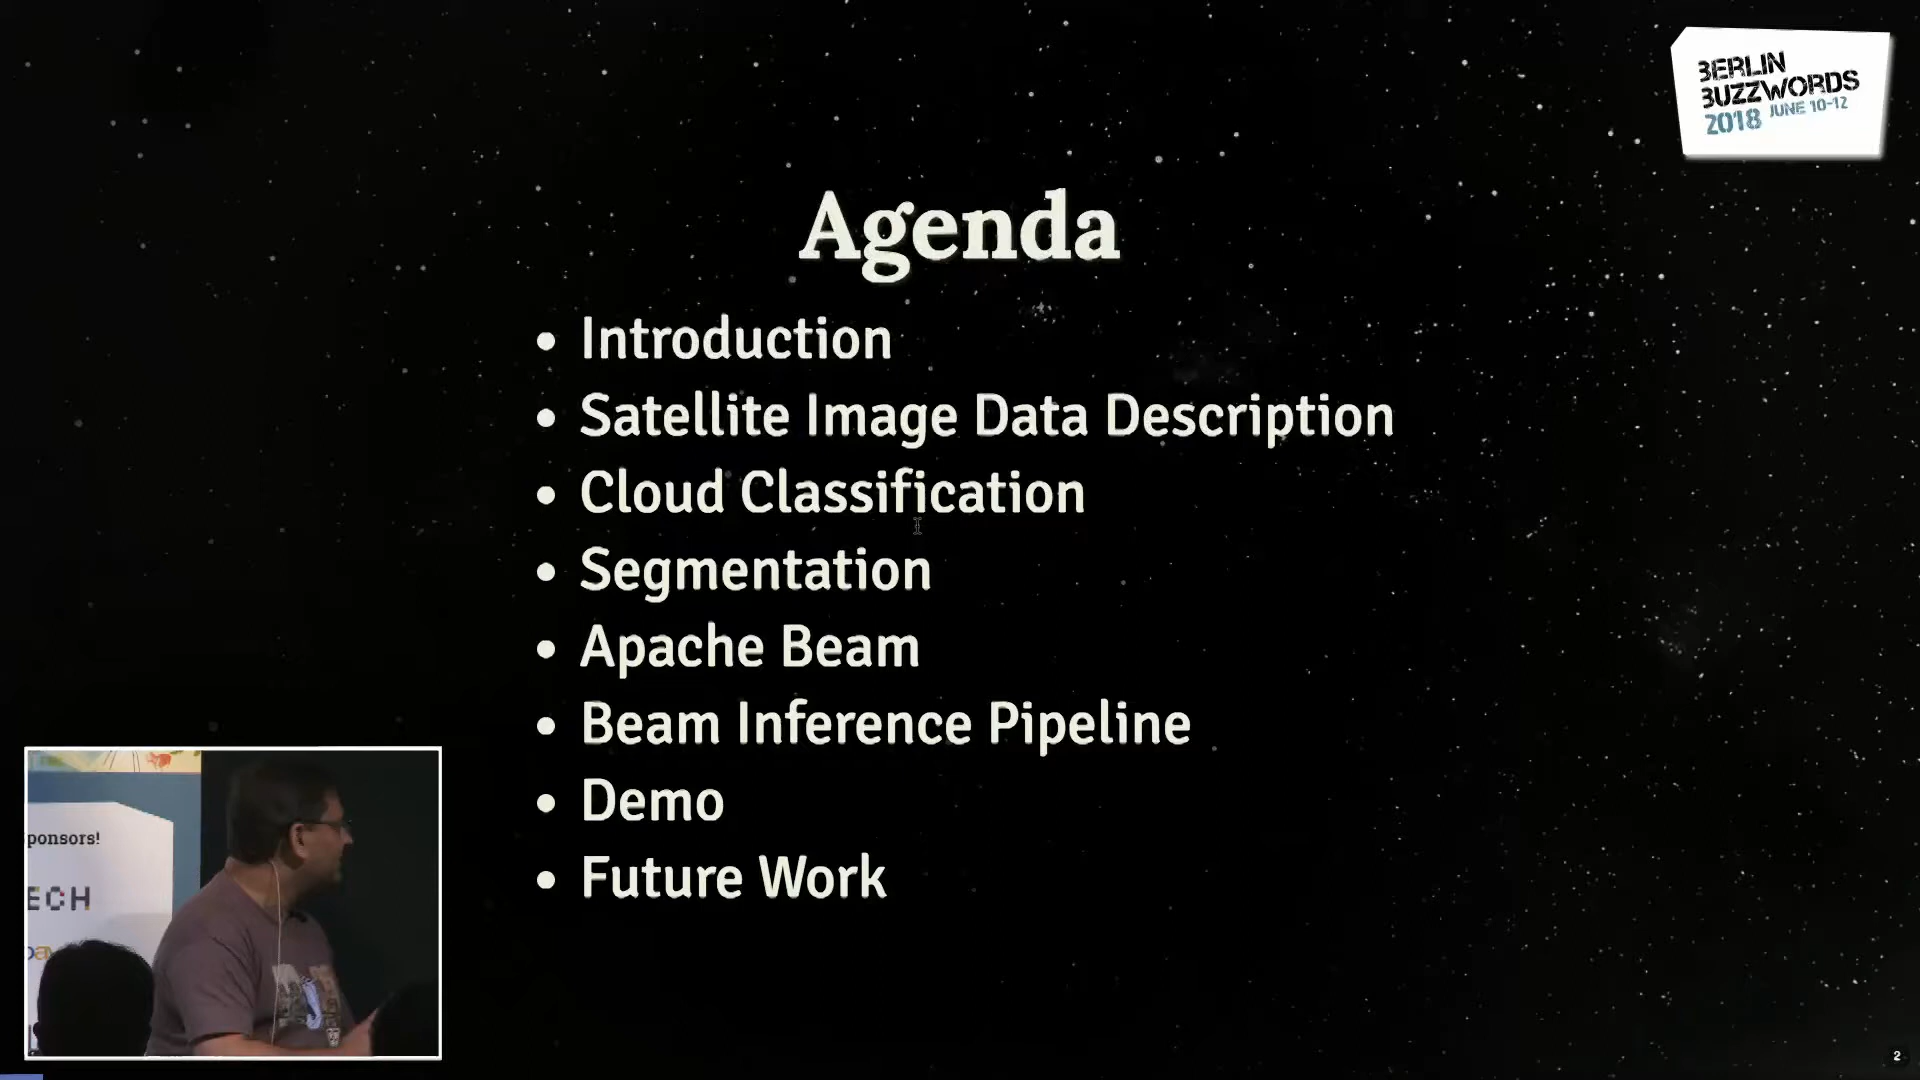 BERLIN
BUZZWORDS
2018 JUNE 10-12
Agenda
• Introduction
• Satellite Image Data Description
• Cloud Classification
• Segmentation
• Apache Beam
• Beam Inference Pipeline
• Demo
• Future Work
ponsors!
ECH
2